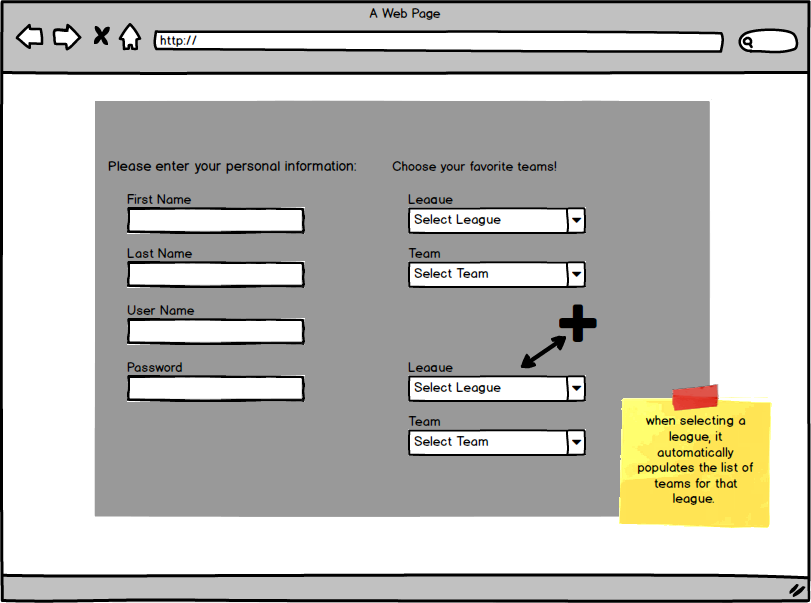 A Web Page
http://
Please enter your personal information:
First Name
Last Name
User Name
Password
Choose your favorite teams!
League
Select League
Team
Select Team
League
Select League
Team
Select Team
when selecting a
league, it
automatically
populates the list of
teams for that
league.